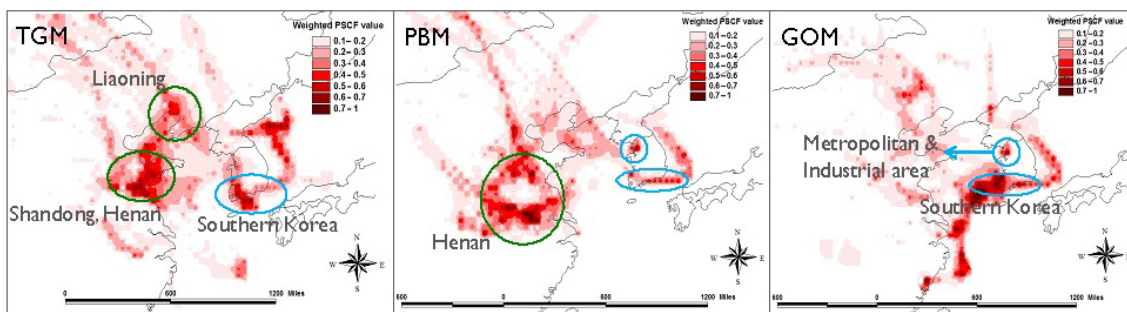 TGM
Weighted PSCF value
0.1 – 0.2
0.2 – 0.3
0.3 – 0.4
0.4 – 0.5
0.5 – 0.6
0.6 – 0.7
0.7 – 1
Liaoning
Shandong, Henan
Southern Korea
N
W E
S
0 600 1200 Miles
PBM
Weighted PSCF value
0.1 – 0.2
0.2 – 0.3
0.3 – 0.4
0.4 – 0.5
0.5 – 0.6
0.6 – 0.7
0.7 – 1
Henan
N
W E
S
600 0 600 1200 Miles
GOM
Weighted PSCF value
0.1 – 0.2
0.2 – 0.3
0.3 – 0.4
0.4 – 0.5
0.5 – 0.6
0.6 – 0.7
0.7 – 1
Metropolitan &
Industrial area
Southern Korea
N
W E
S
600 0 600 1200 Miles